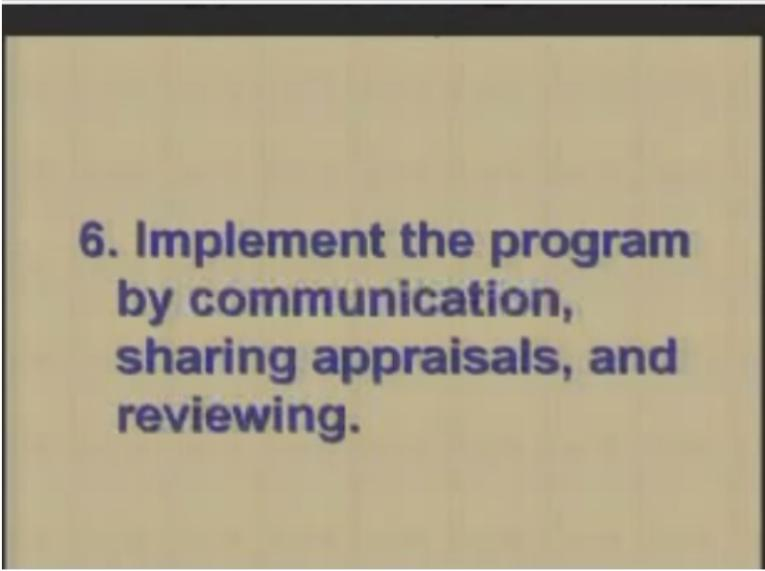 6. Implement the program
by communication,
sharing appraisals, and
reviewing.